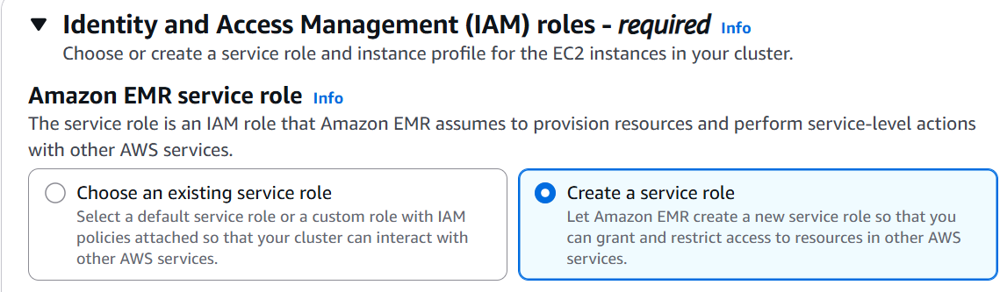 Identity and Access Management (IAM) roles - required Info
Choose or create a service role and instance profile for the EC2 instances in your cluster.
Amazon EMR service role Info
The service role is an IAM role that Amazon EMR assumes to provision resources and perform service-level actions
with other AWS services.
Choose an existing service role
Select a default service role or a custom role with IAM
policies attached so that your cluster can interact with
other AWS services.
Create a service role
Let Amazon EMR create a new service role so that you
can grant and restrict access to resources in other AWS
services.